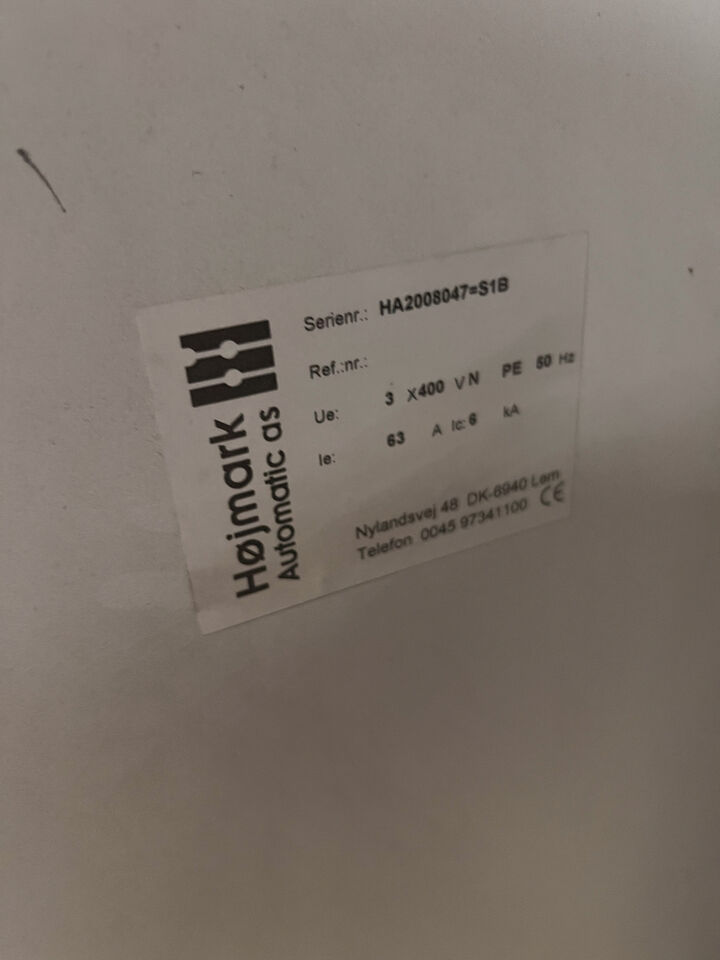 Højmark
Automatic as
Serienr.: HA2008047=S1B
Ref.:nr.:
Ue: 3 X400 V N PE 50 Hz
Ie: 63 A Ic: 6 kA
Nylandsvej 48 DK-6940 Lem
Telefon 0045 97341100 CE